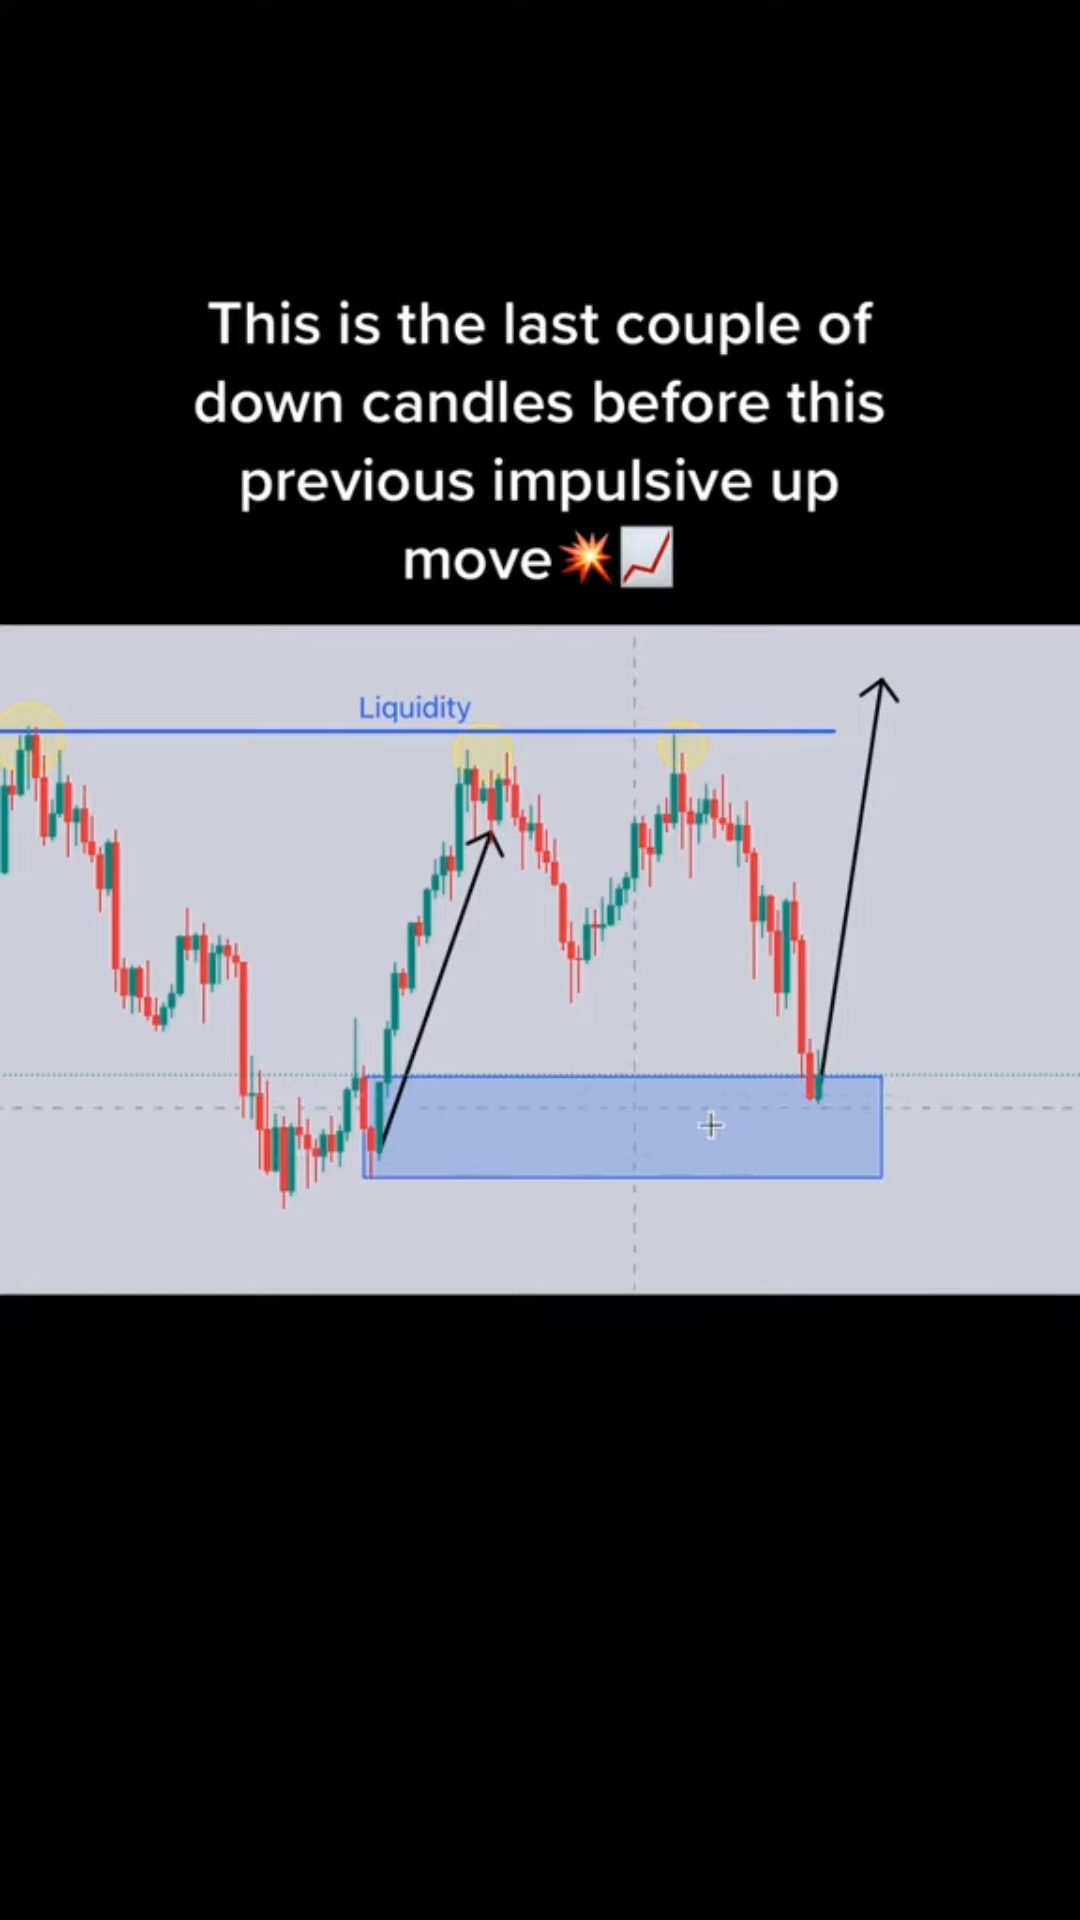 This is the last couple of
down candles before this
previous impulsive up
move💥📈
Liquidity